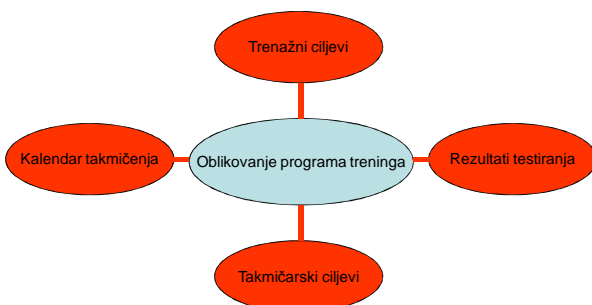 Trenažni ciljevi
Kalendar takmičenja
Oblikovanje programa treninga
Rezultati testiranja
Takmičarski ciljevi